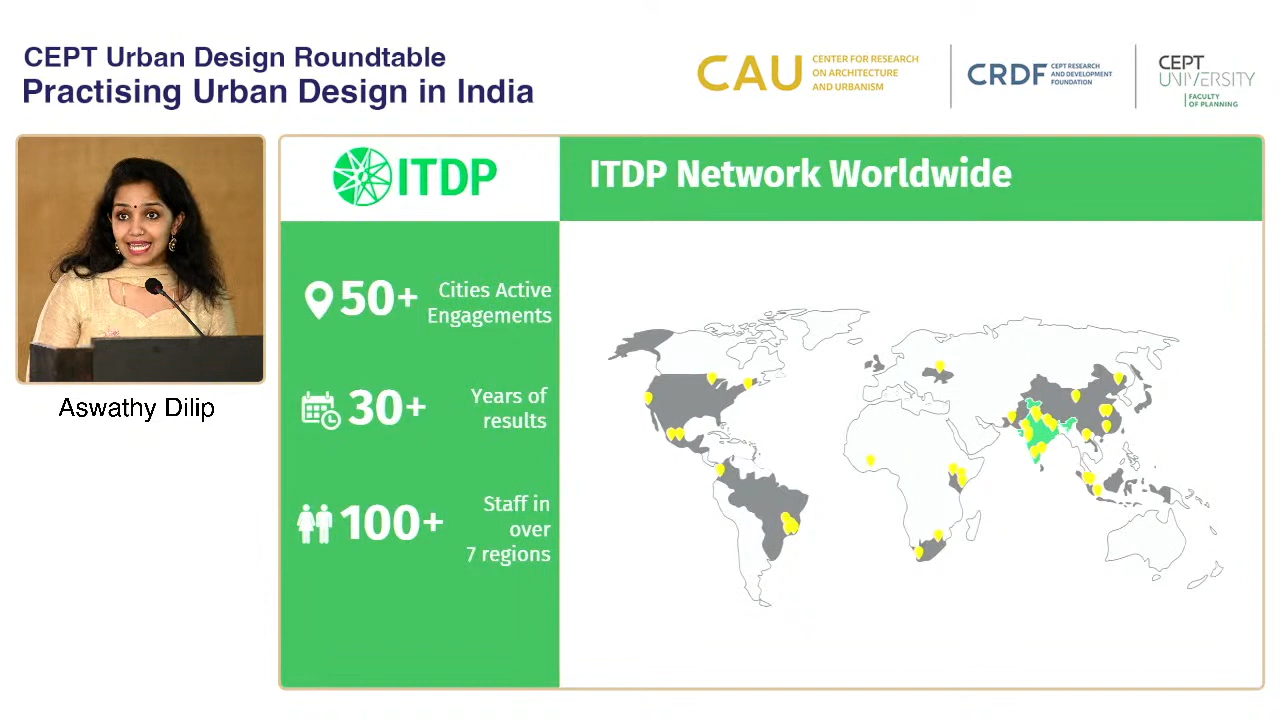 CEPT Urban Design Roundtable
Practising Urban Design in India
CAU
CENTER FOR RESEARCH
ON ARCHITECTURE
AND URBANISM
CRDF
CEPT RESEARCH
AND DEVELOPMENT
FOUNDATION
CEPT
UNIVERSITY
FACULTY
OF PLANNING
Aswathy Dilip
ITDP
ITDP Network Worldwide
50+
Cities Active
Engagements
30+
Years of
results
100+
Staff in
over
7 regions